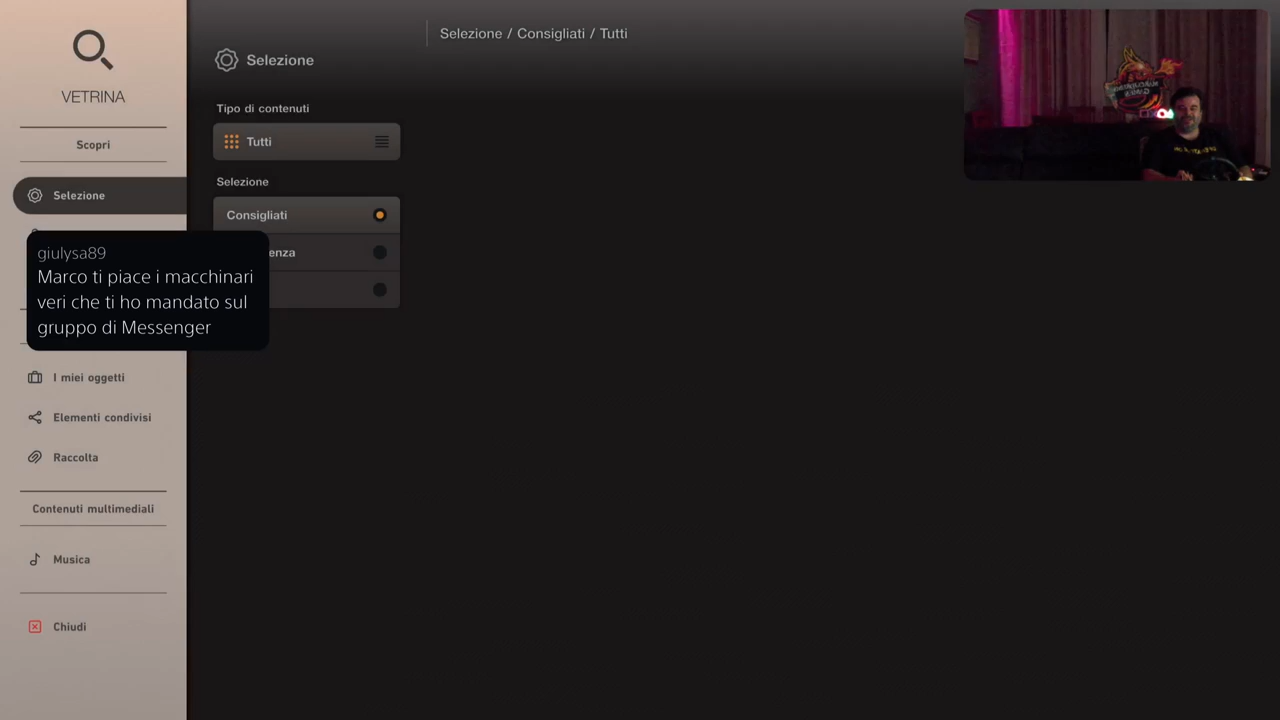 VETRINA
Scopri
Selezione
I miei oggetti
Elementi condivisi
Raccolta
Contenuti multimediali
Musica
Chiudi
giulysa89
Marco ti piace i macchinari
veri che ti ho mandato sul
gruppo di Messenger
Selezione / Consigliati / Tutti
Selezione
Tipo di contenuti
Tutti
Selezione
Consigliati
enza